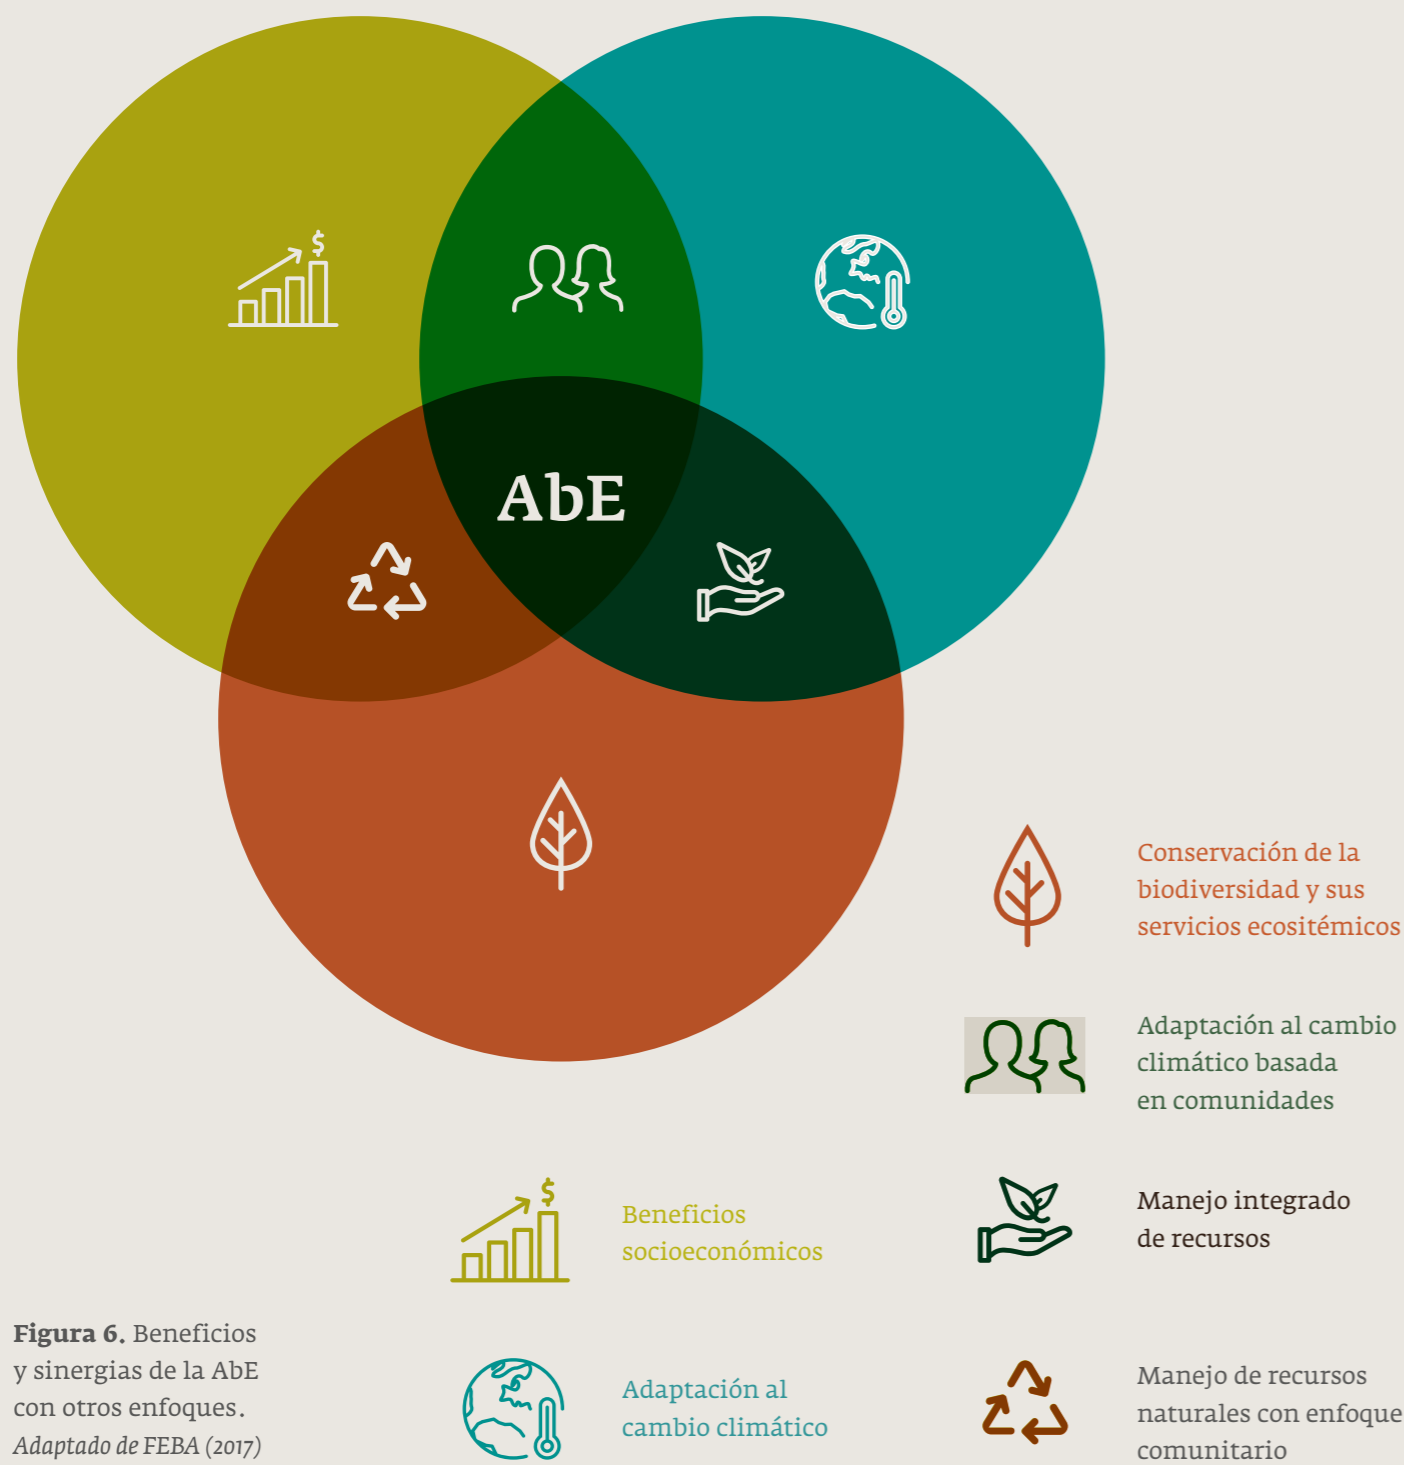 $
AbE
Conservación de la
biodiversidad y sus
servicios ecositémicos
Adaptación al cambio
climático basada
en comunidades
$
Beneficios
socioeconómicos
Manejo integrado
de recursos
Figura 6. Beneficios
y sinergias de la AbE
con otros enfoques.
Adaptado de FEBA (2017)
Adaptación al
cambio climático
Manejo de recursos
naturales con enfoque
comunitario